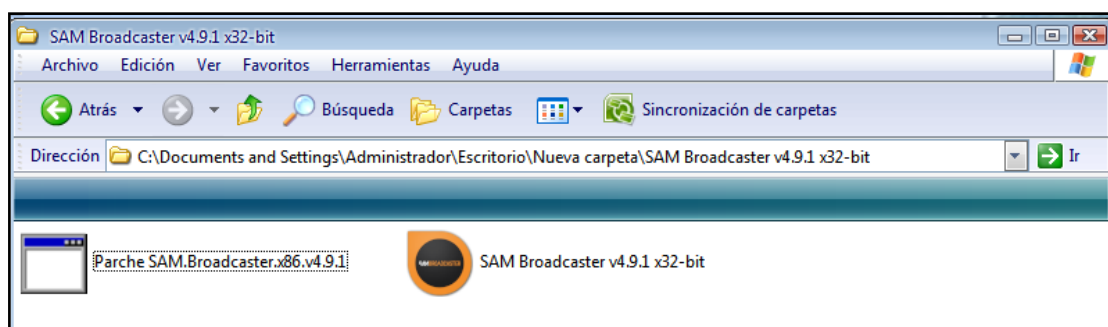 SAM Broadcaster v4.9.1 x32-bit
Archivo Edición Ver Favoritos Herramientas Ayuda
Atrás Búsqueda Carpetas Sincronización de carpetas
Dirección C:\Documents and Settings\Administrador\Escritorio\Nueva carpeta\SAM Broadcaster v4.9.1 x32-bit Ir
Parche SAM.Broadcaster.x86.v4.9.1 SAM Broadcaster v4.9.1 x32-bit